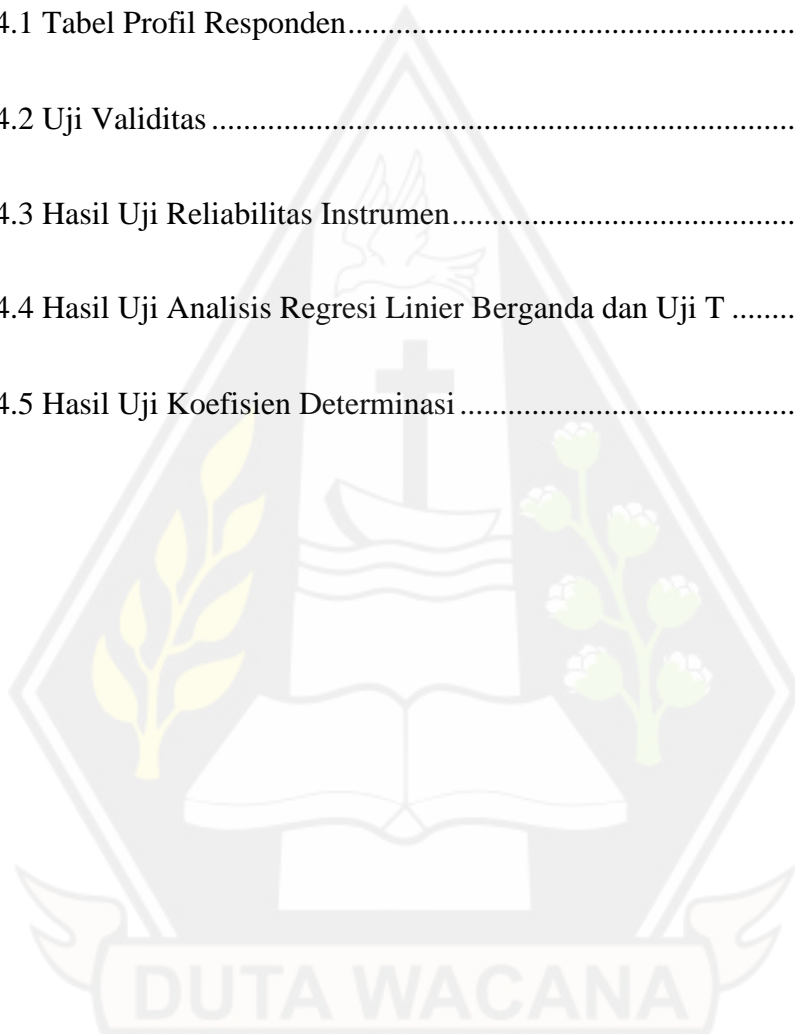 4.1 Tabel Profil Responden........................................................
4.2 Uji Validitas..............................................................
4.3 Hasil Uji Reliabilitas Instrumen...........................................
4.4 Hasil Uji Analisis Regresi Linier Berganda dan Uji T ........
4.5 Hasil Uji Koefisien Determinasi...........................................
DUTA WACANA